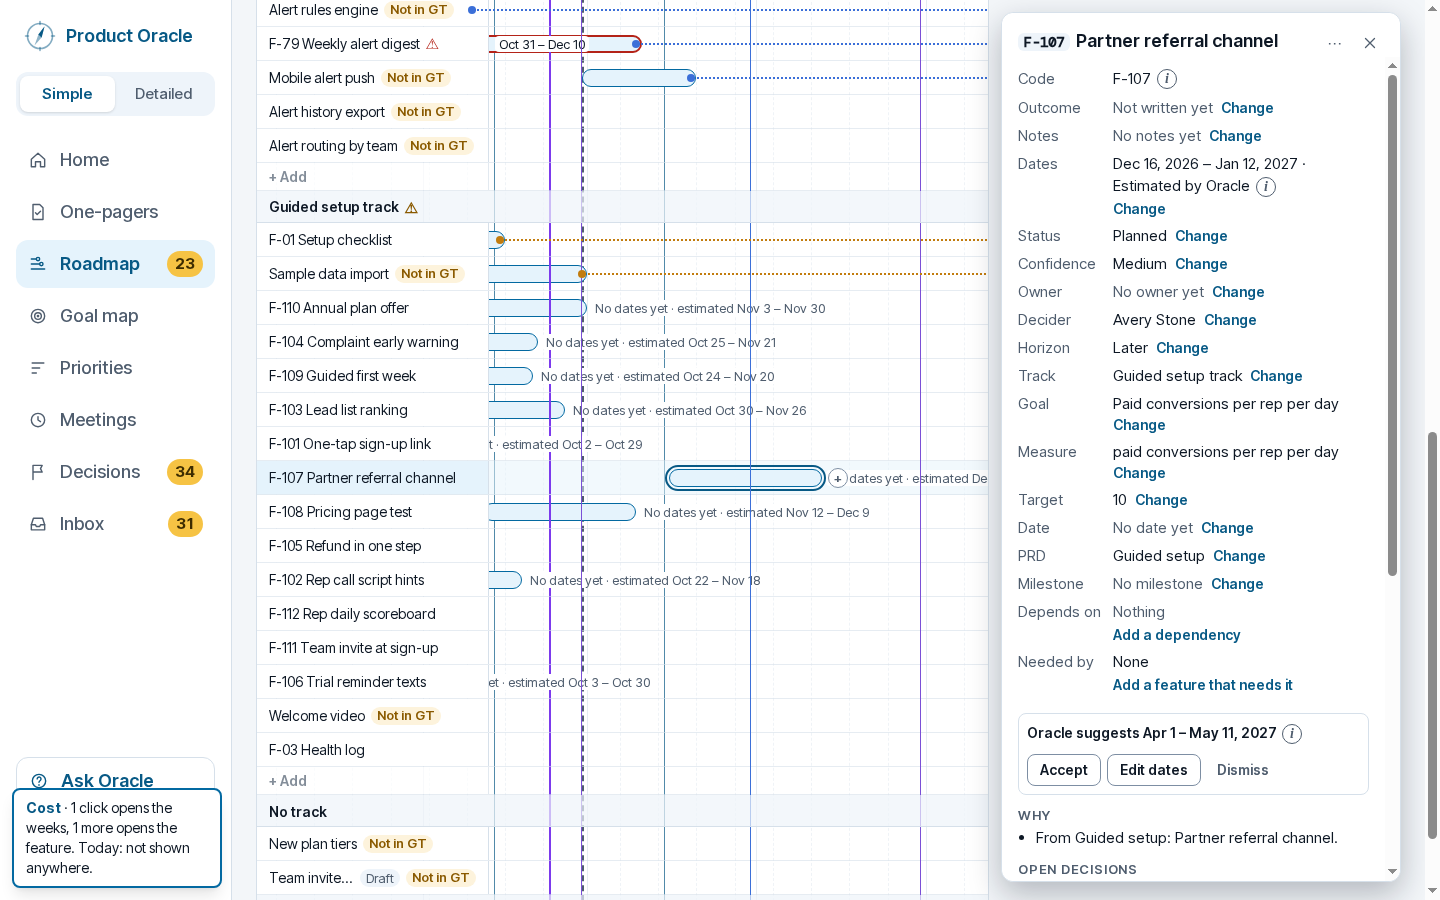 Product Oracle
Simple
Detailed
Home
One-pagers
Roadmap 23
Goal map
Priorities
Meetings
Decisions 34
Inbox 31
Ask Oracle
Cost · 1 click opens the
weeks, 1 more opens the
feature. Today: not shown
anywhere.
Alert rules engine Not in GT
F-79 Weekly alert digest
Oct 31 – Dec 10
Mobile alert push Not in GT
Alert history export Not in GT
Alert routing by team Not in GT
+ Add
Guided setup track
F-01 Setup checklist
Sample data import Not in GT
F-110 Annual plan offer
No dates yet · estimated Nov 3 – Nov 30
F-104 Complaint early warning
No dates yet · estimated Oct 25 – Nov 21
F-109 Guided first week
No dates yet · estimated Oct 24 – Nov 20
F-103 Lead list ranking
No dates yet · estimated Oct 30 – Nov 26
F-101 One-tap sign-up link
t · estimated Oct 2 – Oct 29
F-107 Partner referral channel
+ dates yet · estimated De
F-108 Pricing page test
No dates yet · estimated Nov 12 – Dec 9
F-105 Refund in one step
F-102 Rep call script hints
No dates yet · estimated Oct 22 – Nov 18
F-112 Rep daily scoreboard
F-111 Team invite at sign-up
F-106 Trial reminder texts
et · estimated Oct 3 – Oct 30
Welcome video Not in GT
F-03 Health log
+ Add
No track
New plan tiers Not in GT
Team invite... Draft Not in GT
F-107 Partner referral channel
Code F-107 i
Outcome Not written yet Change
Notes No notes yet Change
Dates Dec 16, 2026 – Jan 12, 2027 ·
Estimated by Oracle i
Change
Status Planned Change
Confidence Medium Change
Owner No owner yet Change
Decider Avery Stone Change
Horizon Later Change
Track Guided setup track Change
Goal Paid conversions per rep per day
Change
Measure paid conversions per rep per day
Change
Target 10 Change
Date No date yet Change
PRD Guided setup Change
Milestone No milestone Change
Depends on Nothing
Add a dependency
Needed by None
Add a feature that needs it
Oracle suggests Apr 1 – May 11, 2027 i
Accept Edit dates Dismiss
WHY
• From Guided setup: Partner referral channel.
OPEN DECISIONS